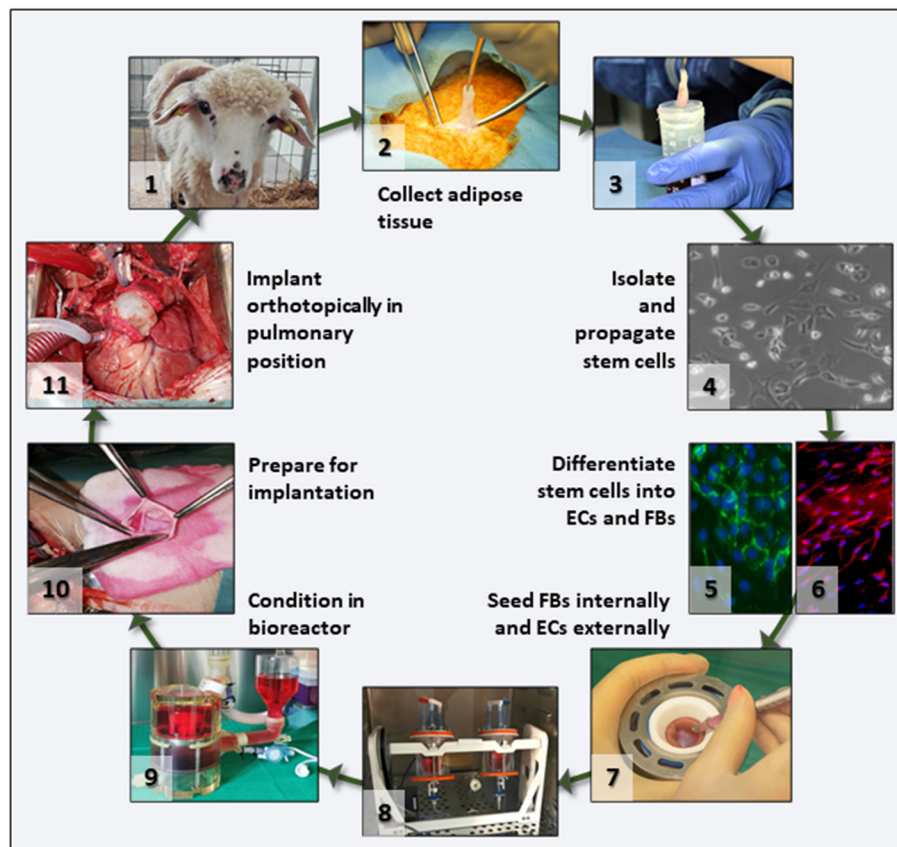 1
2
3
Collect adipose
tissue
Isolate
and
propagate
stem cells
4
Differentiate
stem cells into
ECs and FBs
5
6
Seed FBs internally
and ECs externally
7
8
9
Condition in
bioreactor
10
Prepare for
implantation
11
Implant
orthotopically in
pulmonary
position